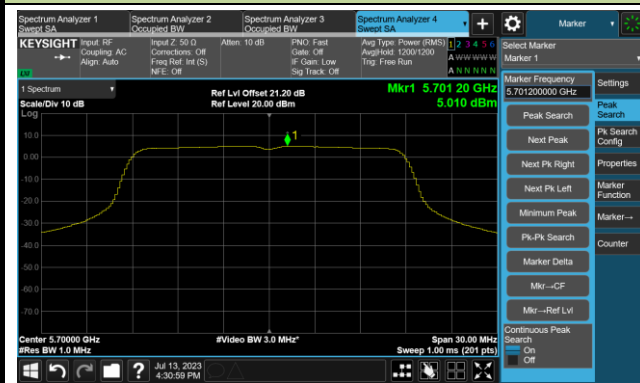 Spectrum Analyzer 1
Swept SA
Spectrum Analyzer 2
Occupied BW
Spectrum Analyzer 3
Occupied BW
Spectrum Analyzer 4
Swept SA
Marker
KEYSIGHT
Input: RF
Coupling: AC
Align: Auto
Input Z: 50 Ω
Corrections: Off
Freq Ref: Int (S)
NFE: Off
Atten: 10 dB
PNO: Fast
Gate: Off
IF Gain: Low
Sig Track: Off
Avg Type: Power (RMS)
Avg|Hold: 1200/1200
Trig: Free Run
1 2 3 4 5 6
A W W W W W
A N N N N N
LXI
Select Marker
Marker 1
1 Spectrum
Scale/Div 10 dB
Log
Ref Lvl Offset 21.20 dB
Ref Level 20.00 dBm
Mkr1 5.701 20 GHz
5.010 dBm
10.0
0.00
-10.0
-20.0
-30.0
-40.0
-50.0
-60.0
-70.0
1
Center 5.70000 GHz
#Res BW 1.0 MHz
#Video BW 3.0 MHz*
Span 30.00 MHz
Sweep 1.00 ms (201 pts)
Marker Frequency
5.701200000 GHz
Peak Search
Next Peak
Next Pk Right
Next Pk Left
Minimum Peak
Pk-Pk Search
Marker Delta
Mkr→CF
Mkr→Ref Lvl
Continuous Peak
Search
On
Off
Settings
Peak
Search
Pk Search
Config
Properties
Marker
Function
Marker→
Counter
Jul 13, 2023
4:30:59 PM